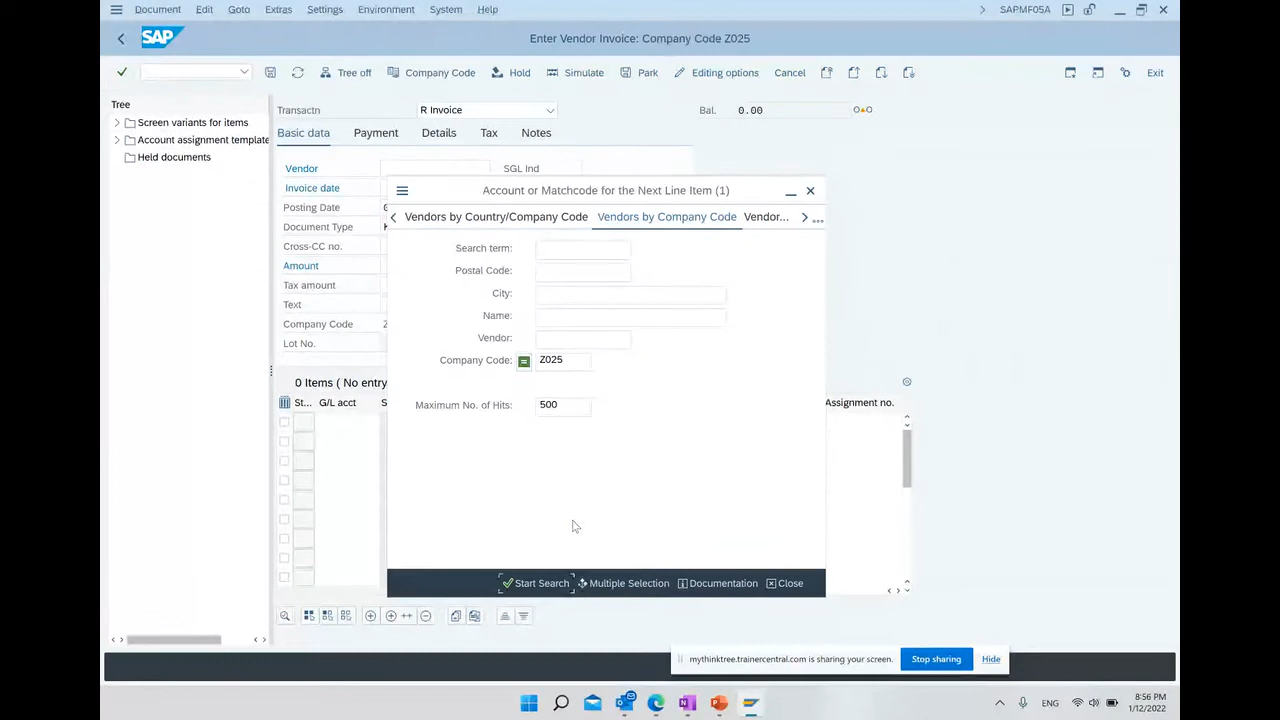 Document Edit Goto Extras Settings Environment System Help SAPMF05A
SAP Enter Vendor Invoice: Company Code Z025
Tree off Company Code Hold Simulate Park Editing options Cancel Exit
Tree
Screen variants for items
Account assignment template
Held documents
Transactn R Invoice Bal. 0.00
Basic data Payment Details Tax Notes
Vendor SGL Ind
Invoice date
Posting Date
Document Type
Cross-CC no.
Amount
Tax amount
Text
Company Code
Lot No.
Account or Matchcode for the Next Line Item (1)
Vendors by Country/Company Code Vendors by Company Code Vendor...
Search term:
Postal Code:
City:
Name:
Vendor:
Company Code: = Z025
Maximum No. of Hits: 500
Start Search Multiple Selection Documentation Close
0 Items ( No entry
St... G/L acct S Assignment no.
mythinktree.trainercentral.com is sharing your screen. Stop sharing Hide
ENG 8:56 PM
1/12/2022